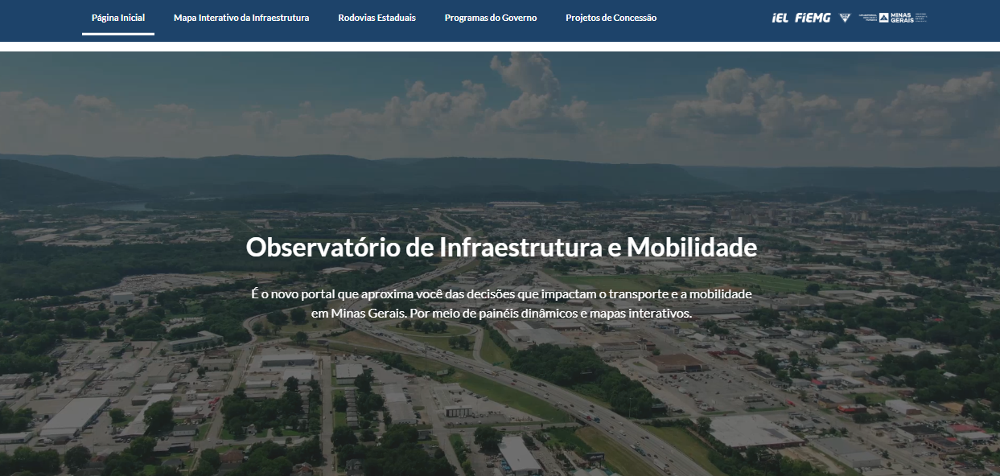 Página Inicial
Mapa Interativo da Infraestrutura
Rodovias Estaduais
Programas do Governo
Projetos de Concessão
iEL
FiEMG
MINAS
GERAIS
Observatório de Infraestrutura e Mobilidade
É o novo portal que aproxima você das decisões que impactam o transporte e a mobilidade
em Minas Gerais. Por meio de painéis dinâmicos e mapas interativos.